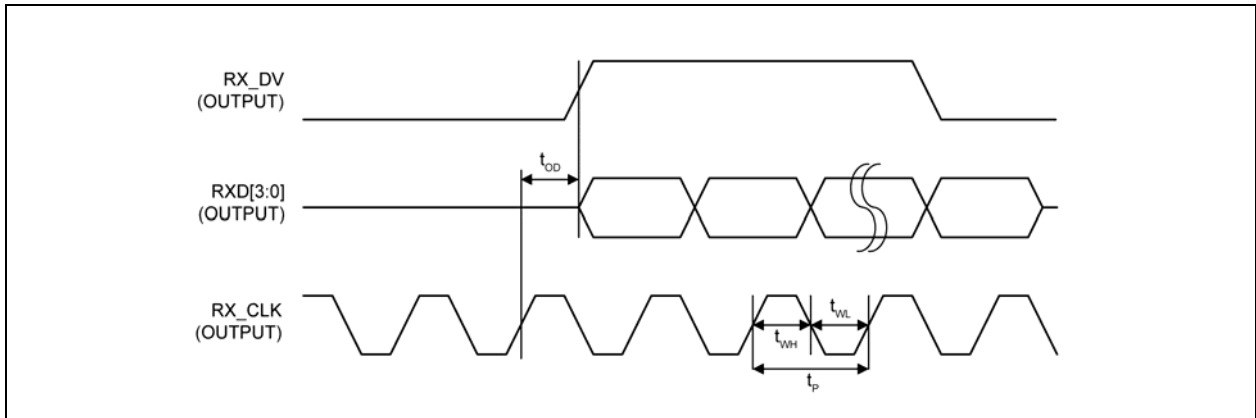 RX_DV
(OUTPUT)
t_OD
RXD[3:0]
(OUTPUT)
RX_CLK
(OUTPUT)
t_WL
t_WH
t_P